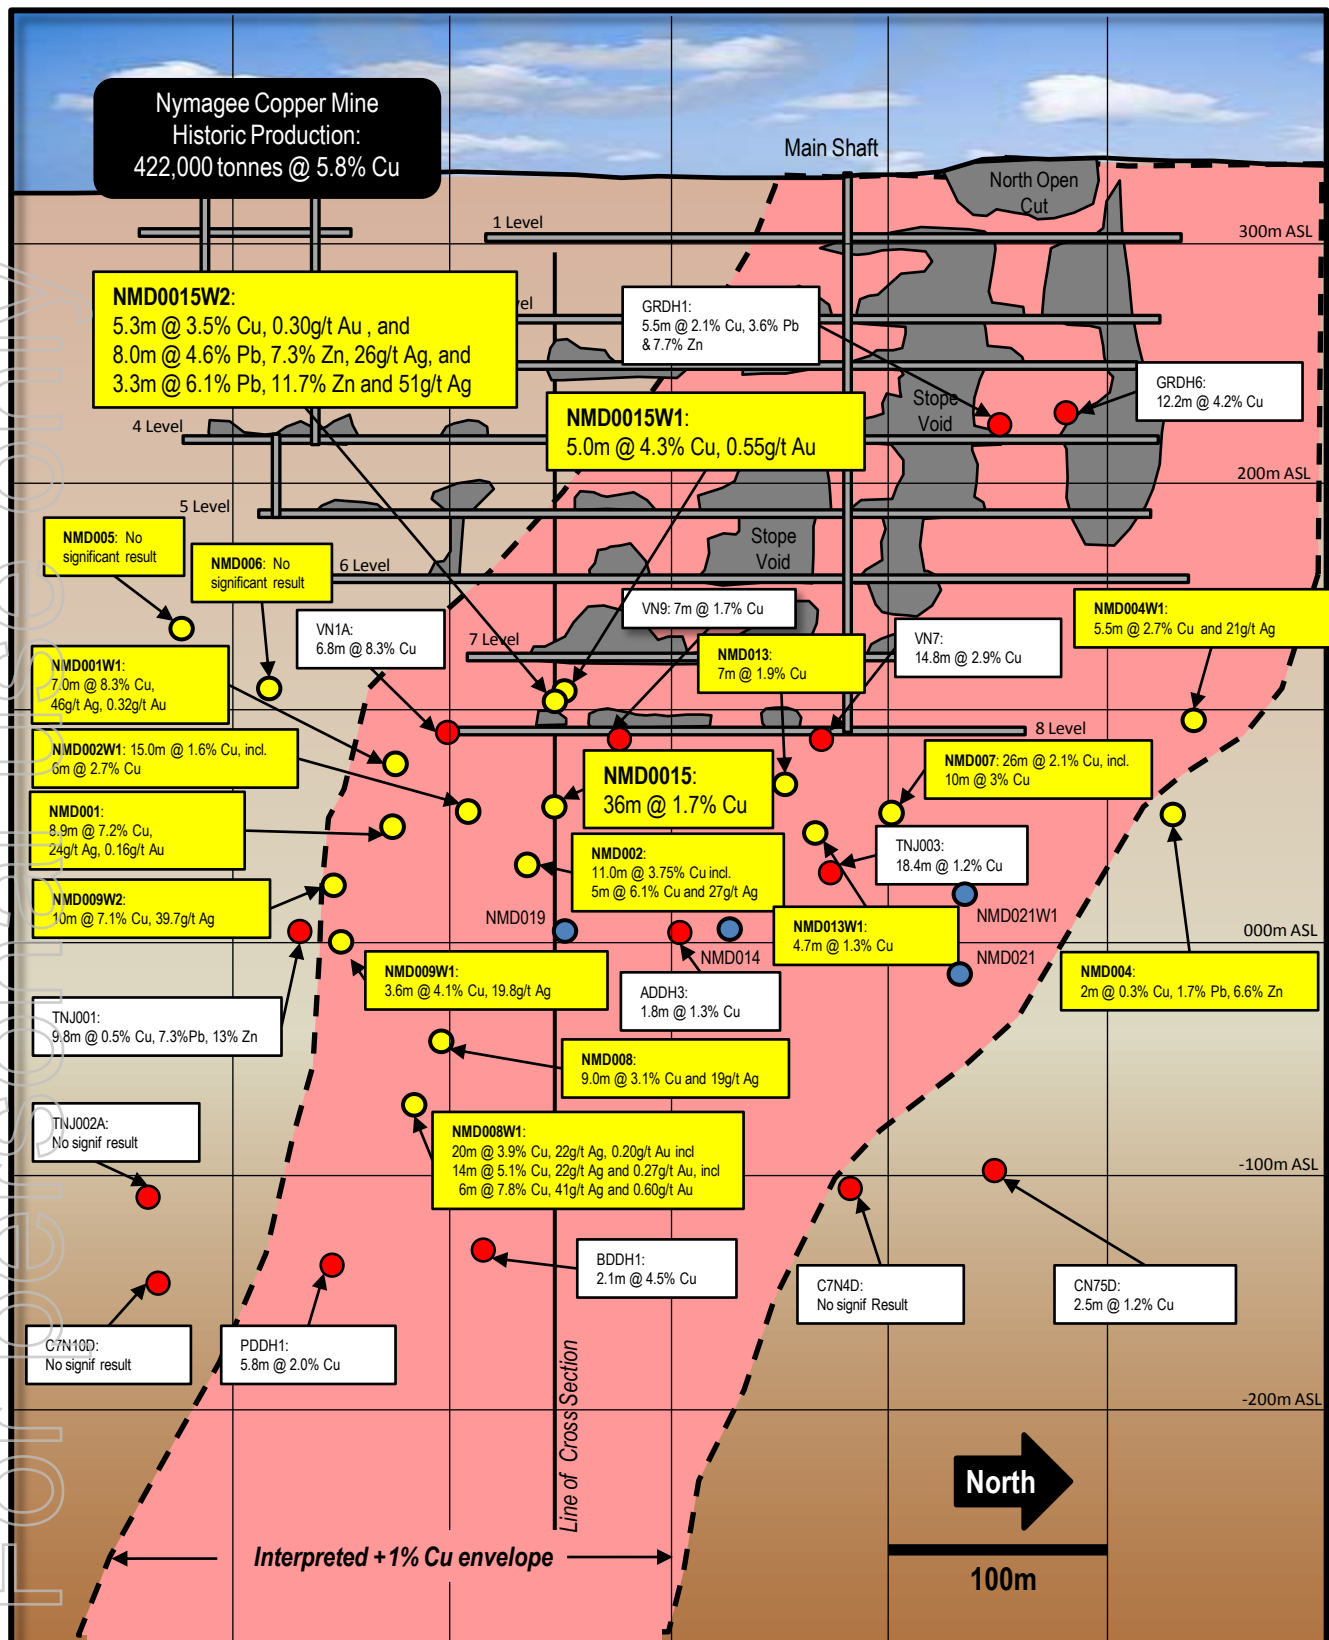 Nymagee Copper Mine
Historic Production:
422,000 tonnes @ 5.8% Cu
Main Shaft
North Open
Cut
1 Level
300m ASL
NMD0015W2:
5.3m @ 3.5% Cu, 0.30g/t Au , and
8.0m @ 4.6% Pb, 7.3% Zn, 26g/t Ag, and
3.3m @ 6.1% Pb, 11.7% Zn and 51g/t Ag
GRDH1:
5.5m @ 2.1% Cu, 3.6% Pb
& 7.7% Zn
GRDH6:
12.2m @ 4.2% Cu
Stope
Void
NMD0015W1:
5.0m @ 4.3% Cu, 0.55g/t Au
4 Level
200m ASL
5 Level
Stope
Void
NMD005: No
significant result
NMD006: No
significant result
6 Level
VN9: 7m @ 1.7% Cu
NMD004W1:
5.5m @ 2.7% Cu and 21g/t Ag
VN1A:
6.8m @ 8.3% Cu
7 Level
NMD013:
7m @ 1.9% Cu
VN7:
14.8m @ 2.9% Cu
NMD001W1:
7.0m @ 8.3% Cu,
46g/t Ag, 0.32g/t Au
8 Level
NMD002W1: 15.0m @ 1.6% Cu, incl.
6m @ 2.7% Cu
NMD0015:
36m @ 1.7% Cu
NMD007: 26m @ 2.1% Cu, incl.
10m @ 3% Cu
NMD001:
8.9m @ 7.2% Cu,
24g/t Ag, 0.16g/t Au
NMD002:
11.0m @ 3.75% Cu incl.
5m @ 6.1% Cu and 27g/t Ag
TNJ003:
18.4m @ 1.2% Cu
NMD009W2:
10m @ 7.1% Cu, 39.7g/t Ag
NMD019
NMD014
NMD013W1:
4.7m @ 1.3% Cu
NMD021W1
000m ASL
NMD021
NMD009W1:
3.6m @ 4.1% Cu, 19.8g/t Ag
ADDH3:
1.8m @ 1.3% Cu
NMD004:
2m @ 0.3% Cu, 1.7% Pb, 6.6% Zn
TNJ001:
9.8m @ 0.5% Cu, 7.3%Pb, 13% Zn
NMD008:
9.0m @ 3.1% Cu and 19g/t Ag
TNJ002A:
No signif result
NMD008W1:
20m @ 3.9% Cu, 22g/t Ag, 0.20g/t Au incl
14m @ 5.1% Cu, 22g/t Ag and 0.27g/t Au, incl
6m @ 7.8% Cu, 41g/t Ag and 0.60g/t Au
-100m ASL
BDDH1:
2.1m @ 4.5% Cu
C7N4D:
No signif Result
CN75D:
2.5m @ 1.2% Cu
C7N10D:
No signif result
PDDH1:
5.8m @ 2.0% Cu
-200m ASL
Line of Cross Section
North
Interpreted +1% Cu envelope
100m
For personal use only